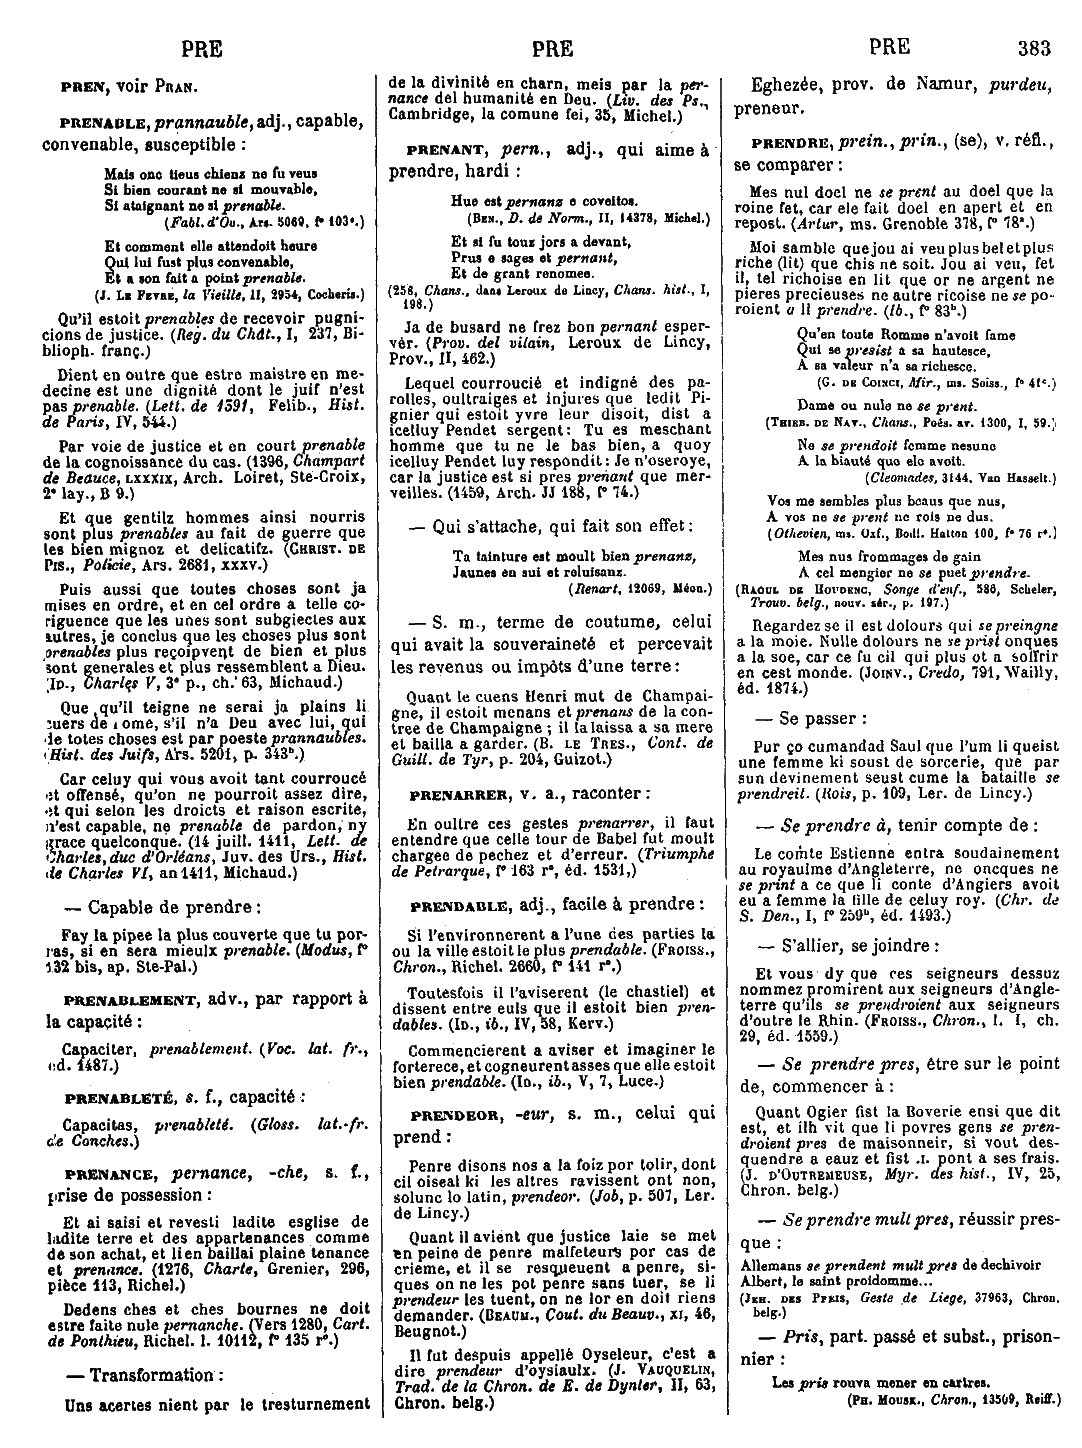 PRE
PRE
PRE 383
PREN, voir PRAN.
PRENABLE, prannauble, adj., capable,
convenable, susceptible :
Mais onc tieus chienz ne fu veus
Si bien courant ne si mouvable,
Si ataignant ne si prenable.
(Fabl. d'Ov., Ars. 5069, f° 103ᵉ.)
Et comment elle attendoit heure
Qui lui fust plus convenable,
Et a son fait a point prenable.
(J. LE FEVRE, la Vieille, II, 2954, Cocheris.)
Qu'il estoit prenables de recevoir pugni-
cions de justice. (Reg. du Chât., I, 237, Bi-
blioph. franç.)
Dient en outre que estre maistre en me-
decine est une dignité dont le juif n'est
pas prenable. (Lett. de 1391, Felib., Hist.
de Paris, IV, 544.)
Par voie de justice et en court prenable
de la cognoissance du cas. (1396, Champart
de Beauce, LXXXIX, Arch. Loiret, Ste-Croix,
2ᵉ lay., B 9.)
Et que gentilz hommes ainsi nourris
sont plus prenables au fait de guerre que
les bien mignoz et delicatifz. (CHRIST. DE
PIS., Policie, Ars. 2681, XXXV.)
Puis aussi que toutes choses sont ja
mises en ordre, et en cel ordre a telle co-
riguence que les unes sont subgiectes aux
autres, je conclus que les choses plus sont
prenables plus reçoipvent de bien et plus
sont generales et plus ressemblent a Dieu.
(ID., Charles V, 3ᵉ p., ch. 63, Michaud.)
Que qu'il teigne ne serai ja plains li
cuers de l ome, s'il n'a Deu avec lui, qui
de totes choses est par poeste prannaubles.
(Hist. des Juifs, Ars. 5201, p. 343ᵇ.)
Car celuy qui vous avoit tant courroucé
et offensé, qu'on ne pourroit assez dire,
et qui selon les droicts et raison escrite,
n'est capable, ne prenable de pardon, ny
grace quelconque. (14 juill. 1411, Lett. de
Charles, duc d'Orléans, Juv. des Urs., Hist.
de Charles VI, an 1411, Michaud.)
— Capable de prendre :
Fay la pipee la plus couverte que tu por-
ras, si en sera mieulx prenable. (Modus, f°
132 bis, ap. Ste-Pal.)
PRENABLEMENT, adv., par rapport à
la capacité :
Capaciter, prenablement. (Voc. lat. fr.,
éd. 1487.)
PRENABLETÉ, s. f., capacité :
Capacitas, prenableté. (Gloss. lat.-fr.
de Conches.)
PRENANCE, pernance, -che, s. f.,
prise de possession :
Et ai saisi et revesti ladite esglise de
ladite terre et des appartenances comme
de son achat, et li en baillai plaine tenance
et prenance. (1276, Charte, Grenier, 296,
pièce 113, Richel.)
Dedens ches et ches bournes ne doit
estre faite nule pernanche. (Vers 1280, Cart.
de Ponthieu, Richel. l. 10112, f° 135 r°.)
— Transformation :
Uns acertes nient par le tresturnement
de la divinité en charn, meis par la per-
nance del humanité en Deu. (Liv. des Ps.,
Cambridge, la comune fei, 35, Michel.)
PRENANT, pern., adj., qui aime à
prendre, hardi :
Hue est pernanz e coveitos.
(BEN., D. de Norm., II, 14378, Michel.)
Et si fu touz jors a devant,
Prus e sages et pernant,
Et de grant renomee.
(258, Chans., dans Leroux de Lincy, Chans. hist., I,
198.)
Ja de busard ne frez bon pernant esper-
vèr. (Prov. del vilain, Leroux de Lincy,
Prov., II, 462.)
Lequel courroucié et indigné des pa-
rolles, oultraiges et injures que ledit Pi-
gnier qui estoit yvre leur disoit, dist a
icelluy Pendet sergent : Tu es meschant
homme que tu ne le bas bien, a quoy
icelluy Pendet luy respondit : Je n'oseroye,
car la justice est si pres prenant que mer-
veilles. (1459, Arch. JJ 188, f° 74.)
— Qui s'attache, qui fait son effet :
Ta tainture est moult bien prenanz,
Jaunes en sui et reluisanz.
(Renart, 12069, Méon.)
— S. m., terme de coutume, celui
qui avait la souveraineté et percevait
les revenus ou impôts d'une terre :
Quant le cuens Henri mut de Champai-
gne, il estoit menans et prenans de la con-
tree de Champaigne ; il la laissa a sa mere
et bailla a garder. (B. LE TRES., Cont. de
Guill. de Tyr, p. 204, Guizot.)
PRENARRER, v. a., raconter :
En oultre ces gestes prenarrer, il faut
entendre que celle tour de Babel fut moult
chargee de pechez et d'erreur. (Triumphe
de Petrarque, f° 163 r°, éd. 1531,)
PRENDABLE, adj., facile à prendre :
Si l'environnerent a l'une des parties la
ou la ville estoit le plus prendable. (FROISS.,
Chron., Richel. 2660, f° 141 r°.)
Toutesfois il l'aviserent (le chastiel) et
dissent entre euls que il estoit bien pren-
dables. (ID., ib., IV, 58, Kerv.)
Commencierent a aviser et imaginer le
forterece, et cogneurent asses que elle estoit
bien prendable. (ID., ib., V, 7, Luce.)
PRENDEOR, -eur, s. m., celui qui
prend :
Penre disons nos a la foiz por tolir, dont
cil oiseal ki les altres ravissent ont non,
solunc lo latin, prendeor. (Job, p. 507, Ler.
de Lincy.)
Quant il avient que justice laie se met
en peine de penre malfeteurs por cas de
crieme, et il se resqueuent a penre, si-
ques on ne les pot penre sans tuer, se li
prendeur les tuent, on ne lor en doit riens
demander. (BEAUM., Cout. du Beauv., XI, 46,
Beugnot.)
Il fut despuis appellé Oyseleur, c'est a
dire prendeur d'oysiaulx. (J. VAUQUELIN,
Trad. de la Chron. de E. de Dynter, II, 63,
Chron. belg.)
Eghezée, prov. de Namur, purdeu,
preneur.
PRENDRE, prein., prin., (se), v. réfl.,
se comparer :
Mes nul doel ne se prent au doel que la
roine fet, car ele fait doel en apert et en
repost. (Artur, ms. Grenoble 378, f° 78ᵉ.)
Moi samble que jou ai veu plus bel et plus
riche (lit) que chis ne soit. Jou ai veu, fet
il, tel richoise en lit que or ne argent ne
pieres precieuses ne autre ricoise ne se po-
roient a li prendre. (Ib., f° 83ᵇ.)
Qu'en toute Romme n'avoit fame
Qui se presist a sa hautesce,
A sa valeur n'a sa richesce.
(G. DE COINCI, Mir., ms. Soiss., f° 41ᶜ.)
Dame ou nule ne se prent.
(THIEB. DE NAV., Chans., Poés. av. 1300, I, 59.)
Ne se prendoit femme nesune
A la biauté que ele avoit.
(Cleomades, 3144, Van Hasselt.)
Vos me sembles plus beaus que nus,
A vos ne se prent ne rois ne dus.
(Othevien, ms. Oxf., Bodl. Hatton 100, f° 76 r°.)
Mes nus frommages de gain
A cel mengier ne se puet prendre.
(RAOUL DE HOUDENC, Songe d'enf., 580, Scheler,
Trouv. belg., nouv. sér., p. 197.)
Regardez se il est dolours qui se preingne
a la moie. Nulle dolours ne se prist onques
a la soe, car ce fu cil qui plus ot a soffrir
en cest monde. (JOINV., Credo, 791, Wailly,
éd. 1874.)
— Se passer :
Pur ço cumandad Saul que l'um li queist
une femme ki soust de sorcerie, que par
sun devinement seust cume la bataille se
prendreit. (Rois, p. 109, Ler. de Lincy.)
— Se prendre à, tenir compte de :
Le comte Estienne entra soudainement
au royaulme d'Angleterre, ne oncques ne
se print a ce que li conte d'Angiers avoit
eu a femme la fille de celuy roy. (Chr. de
S. Den., I, f° 259ᵇ, éd. 1493.)
— S'allier, se joindre :
Et vous dy que ces seigneurs dessuz
nommez promirent aux seigneurs d'Angle-
terre qu'ils se prendroient aux seigneurs
d'outre le Rhin. (FROISS., Chron., l. I, ch.
29, éd. 1559.)
— Se prendre pres, être sur le point
de, commencer à :
Quant Ogier fist la Boverie ensi que dit
est, et ilh vit que li povres gens se pren-
droient pres de maisonneir, si vout des-
quendre a eauz et fist .I. pont a ses frais.
(J. D'OUTREMEUSE, Myr. des hist., IV, 25,
Chron. belg.)
— Se prendre mult pres, réussir pres-
que :
Allemans se prendent mult pres de dechivoir
Albert, le saint proidomme...
(JEH. DES PREIS, Geste de Liege, 37963, Chron.
belg.)
— Pris, part. passé et subst., prison-
nier :
Les pris rouva mener en cartres.
(PH. MOUSK., Chron., 13509, Reiff.)